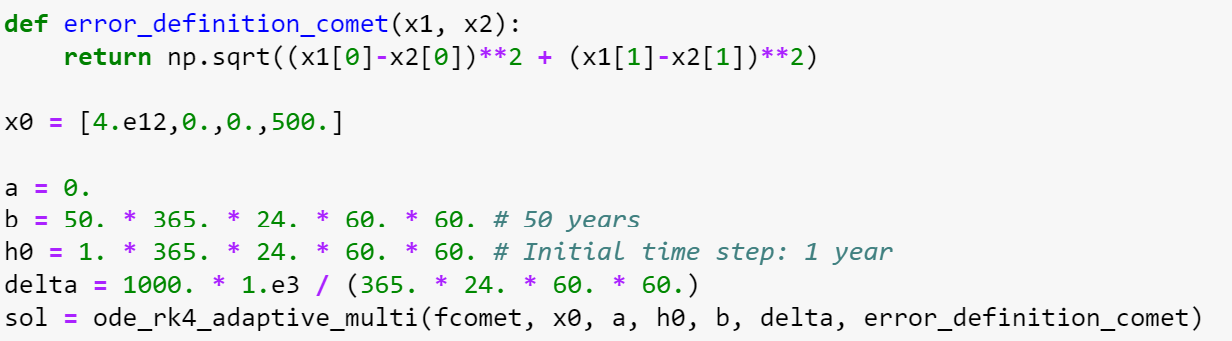 def error_definition_comet(x1, x2):
    return np.sqrt((x1[0]-x2[0])**2 + (x1[1]-x2[1])**2)
x0 = [4.e12,0.,0.,500.]
a = 0.
b = 50. * 365. * 24. * 60. * 60. # 50 years
h0 = 1. * 365. * 24. * 60. * 60. # Initial time step: 1 year
delta = 1000. * 1.e3 / (365. * 24. * 60. * 60.)
sol = ode_rk4_adaptive_multi(fcomet, x0, a, h0, b, delta, error_definition_comet)